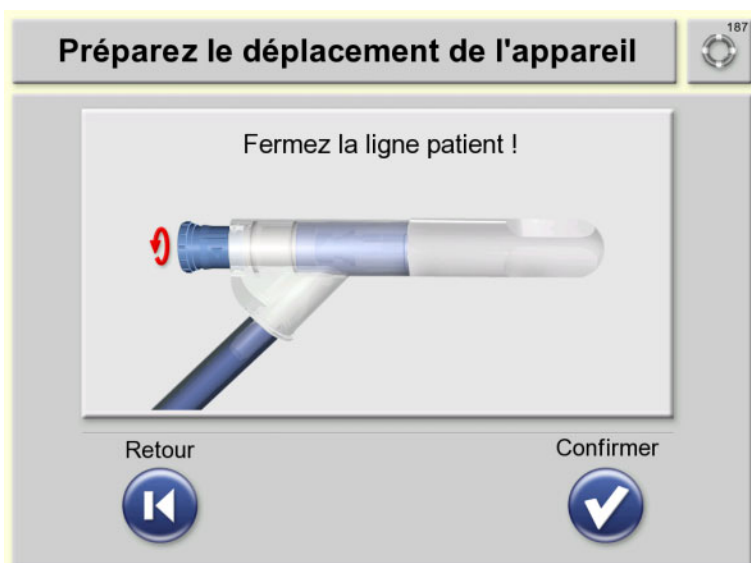 Préparez le déplacement de l'appareil
187
Fermez la ligne patient !
Retour
Confirmer